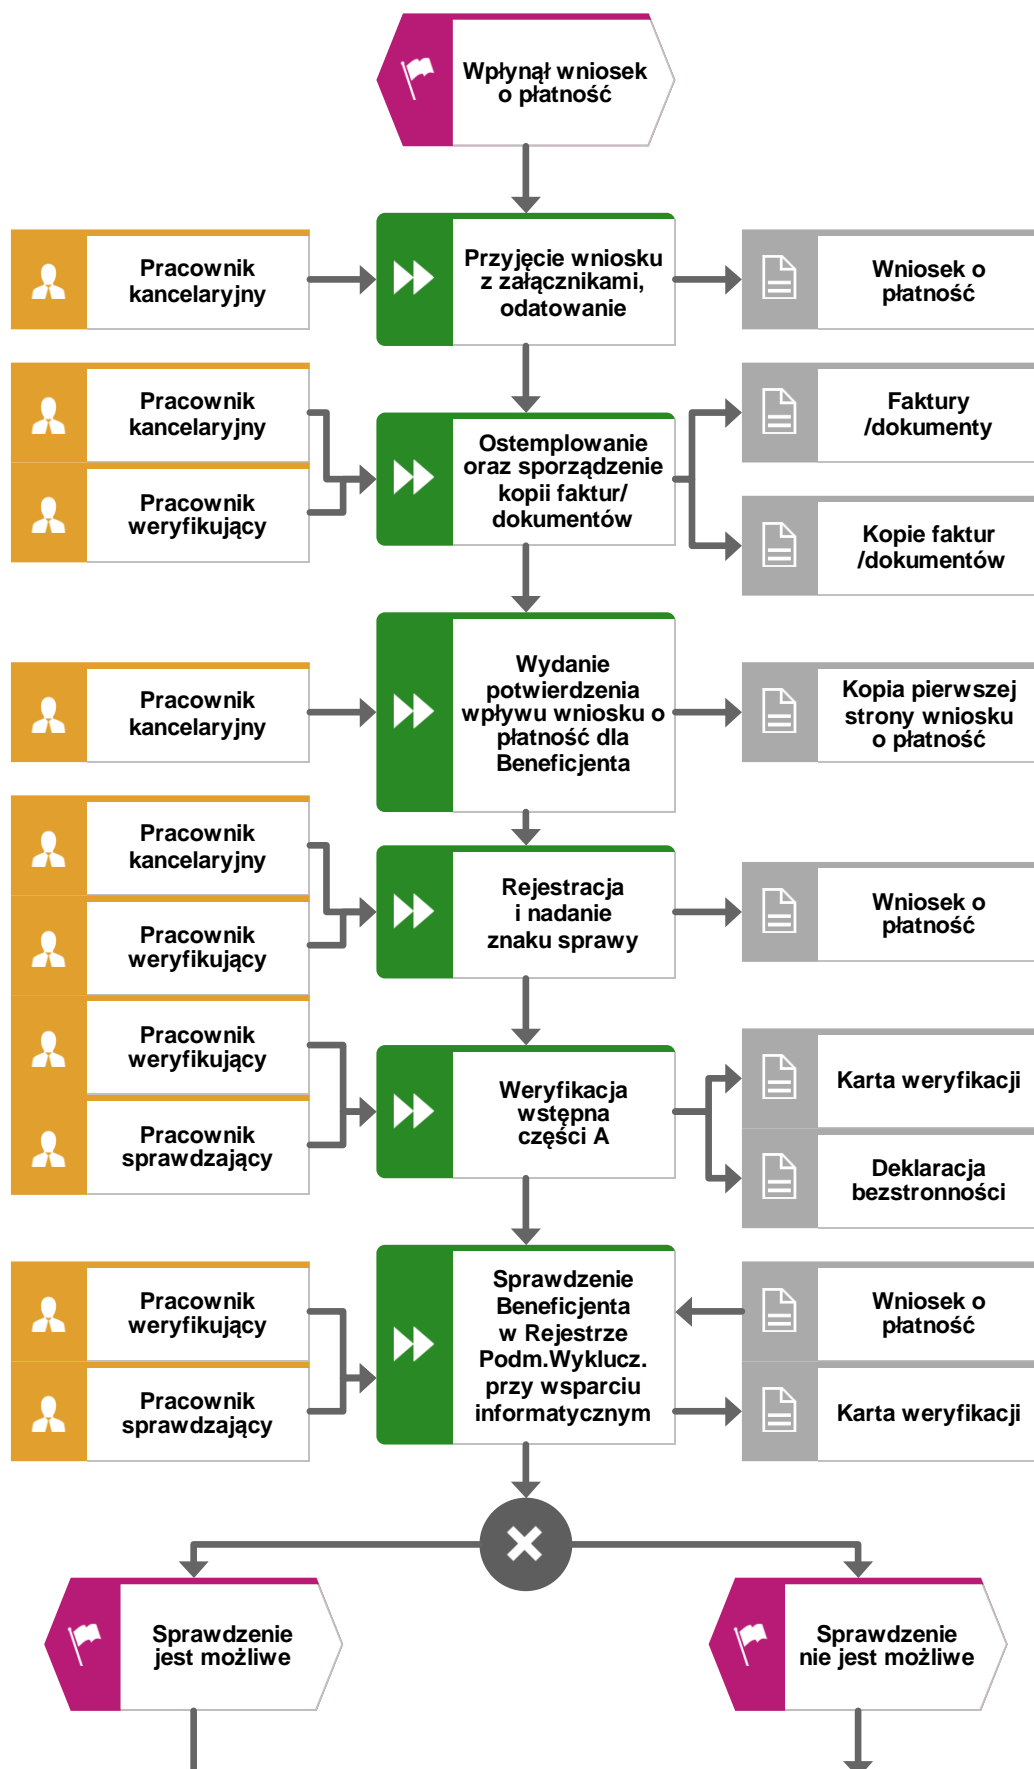 Wpłynął wniosek
o płatność
Pracownik
kancelaryjny
Przyjęcie wniosku
z załącznikami,
odatowanie
Wniosek o
płatność
Pracownik
kancelaryjny
Pracownik
weryfikujący
Ostemplowanie
oraz sporządzenie
kopii faktur/
dokumentów
Faktury
/dokumenty
Kopie faktur
/dokumentów
Pracownik
kancelaryjny
Wydanie
potwierdzenia
wpływu wniosku o
płatność dla
Beneficjenta
Kopia pierwszej
strony wniosku
o płatność
Pracownik
kancelaryjny
Pracownik
weryfikujący
Rejestracja
i nadanie
znaku sprawy
Wniosek o
płatność
Pracownik
weryfikujący
Pracownik
sprawdzający
Weryfikacja
wstępna
części A
Karta weryfikacji
Deklaracja
bezstronności
Pracownik
weryfikujący
Pracownik
sprawdzający
Sprawdzenie
Beneficjenta
w Rejestrze
Podm.Wyklucz.
przy wsparciu
informatycznym
Wniosek o
płatność
Karta weryfikacji
Sprawdzenie
jest możliwe
Sprawdzenie
nie jest możliwe